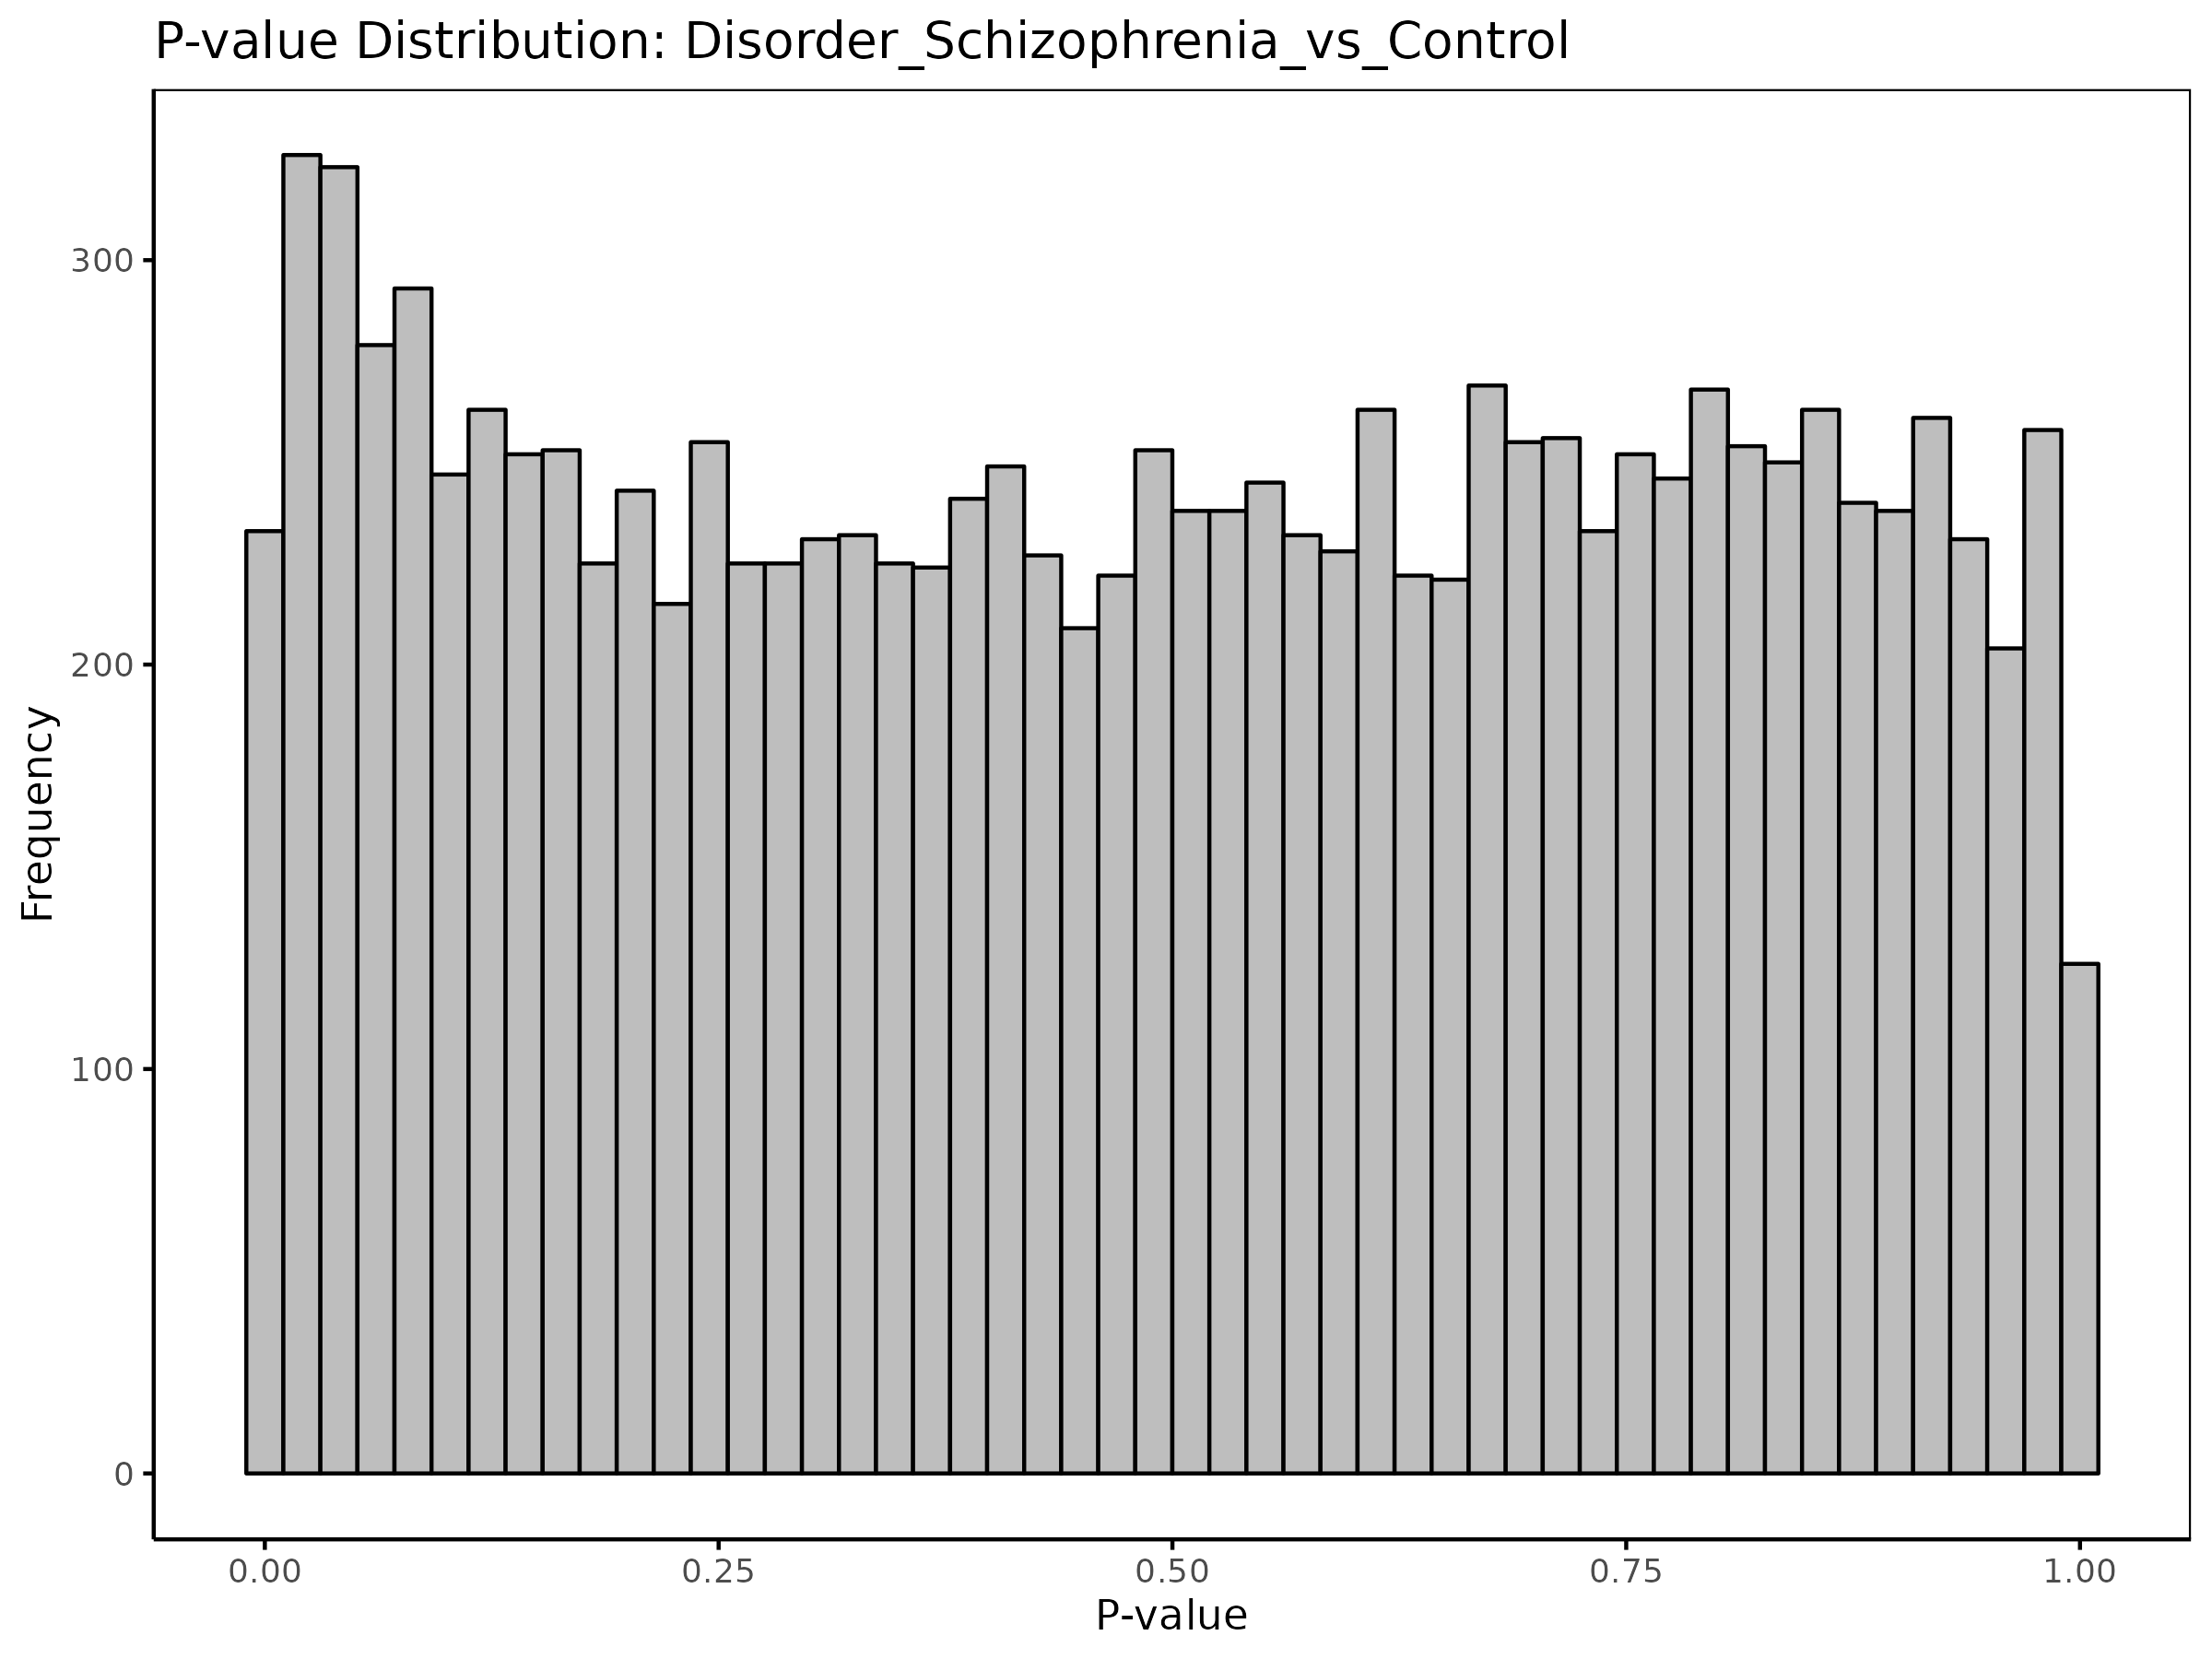 P-value Distribution: Disorder_Schizophrenia_vs_Control
Frequency
300
200
100
0
0.00 0.25 0.50 0.75 1.00
P-value